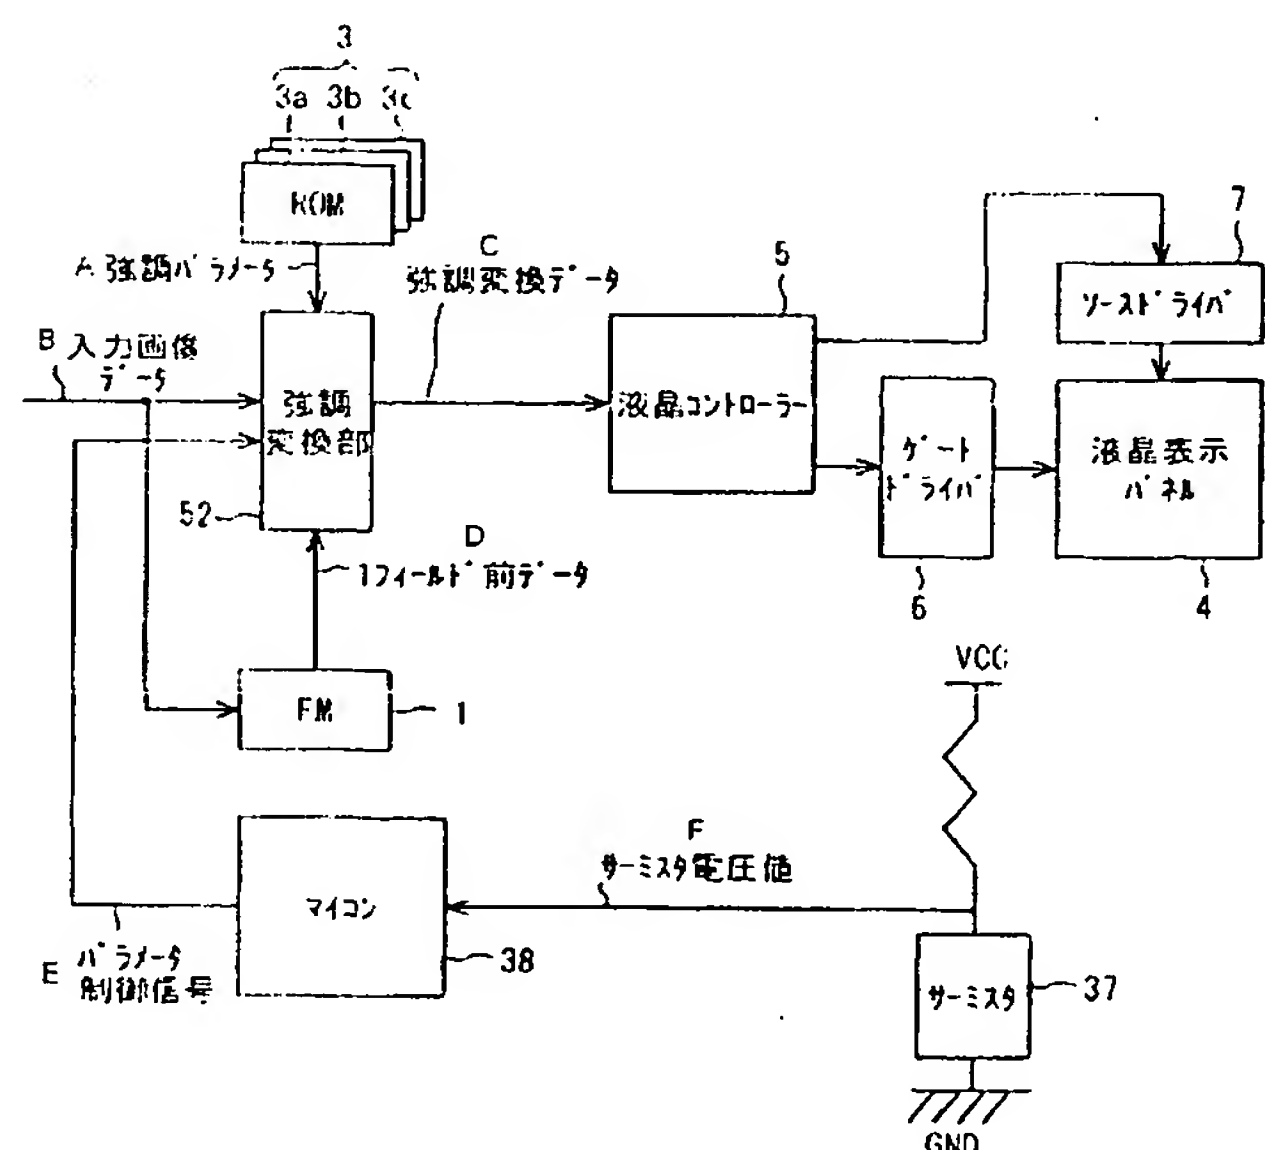 3
3a 3b 3c
ROM
A 強調パラメータ
C
強調変換データ
5
7
ソースドライバ
B 入力画像
データ
強調
変換部
液晶コントローラー
ゲート
ドライバ
液晶表示
パネル
52
D
1フィールド前データ
6
4
FM
1
VCC
F
サーミスタ電圧値
マイコン
38
E パラメータ
制御信号
サーミスタ
37
GND